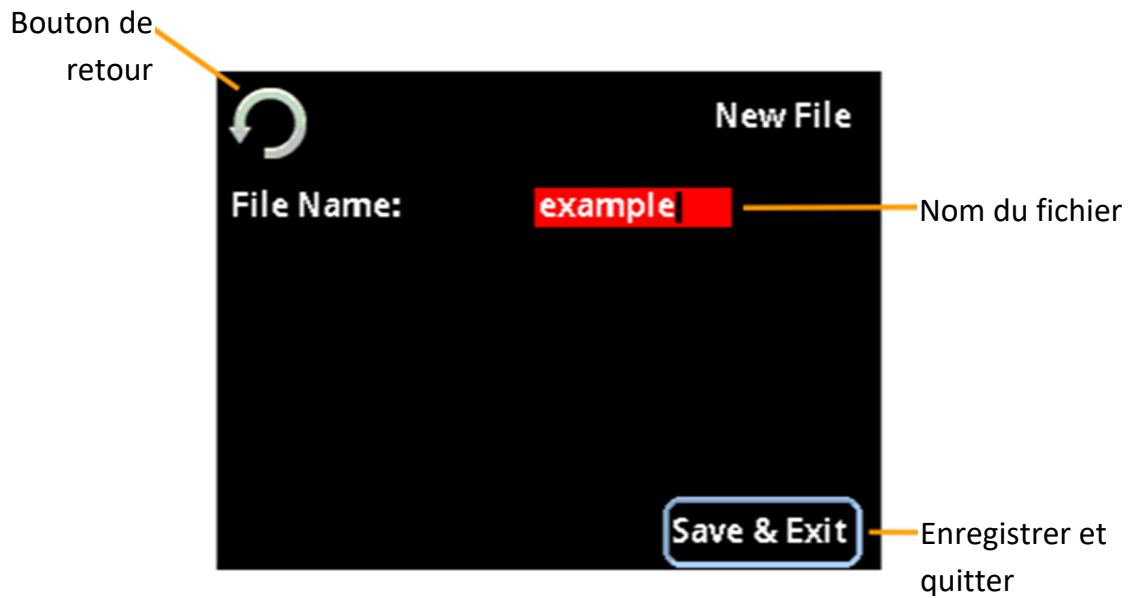 Bouton de
retour
New File
File Name: example
Nom du fichier
Save & Exit
Enregistrer et
quitter